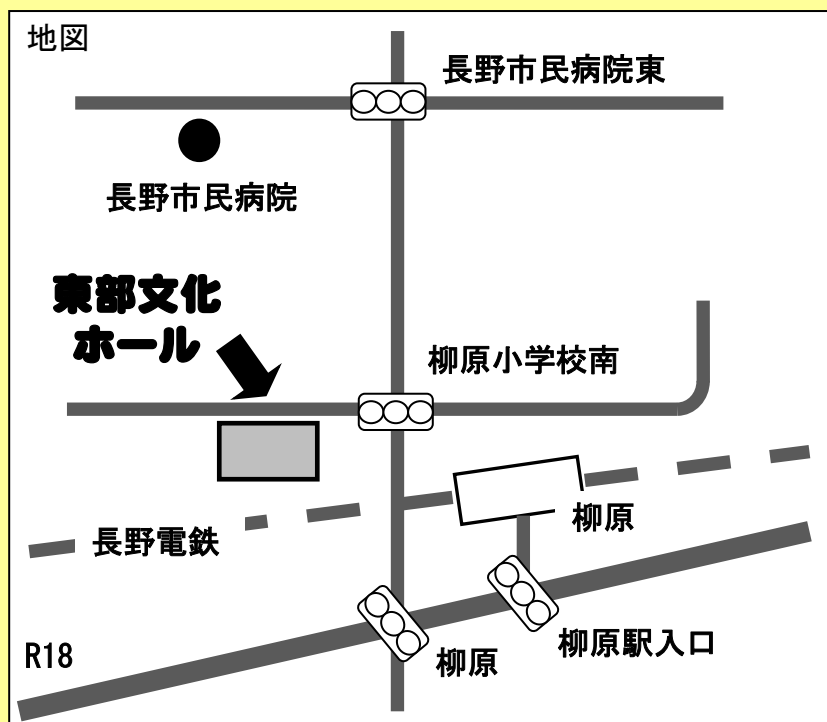 地図
長野市民病院東
長野市民病院
東部文化
ホール
柳原小学校南
柳原
長野電鉄
柳原駅入口
R18
柳原